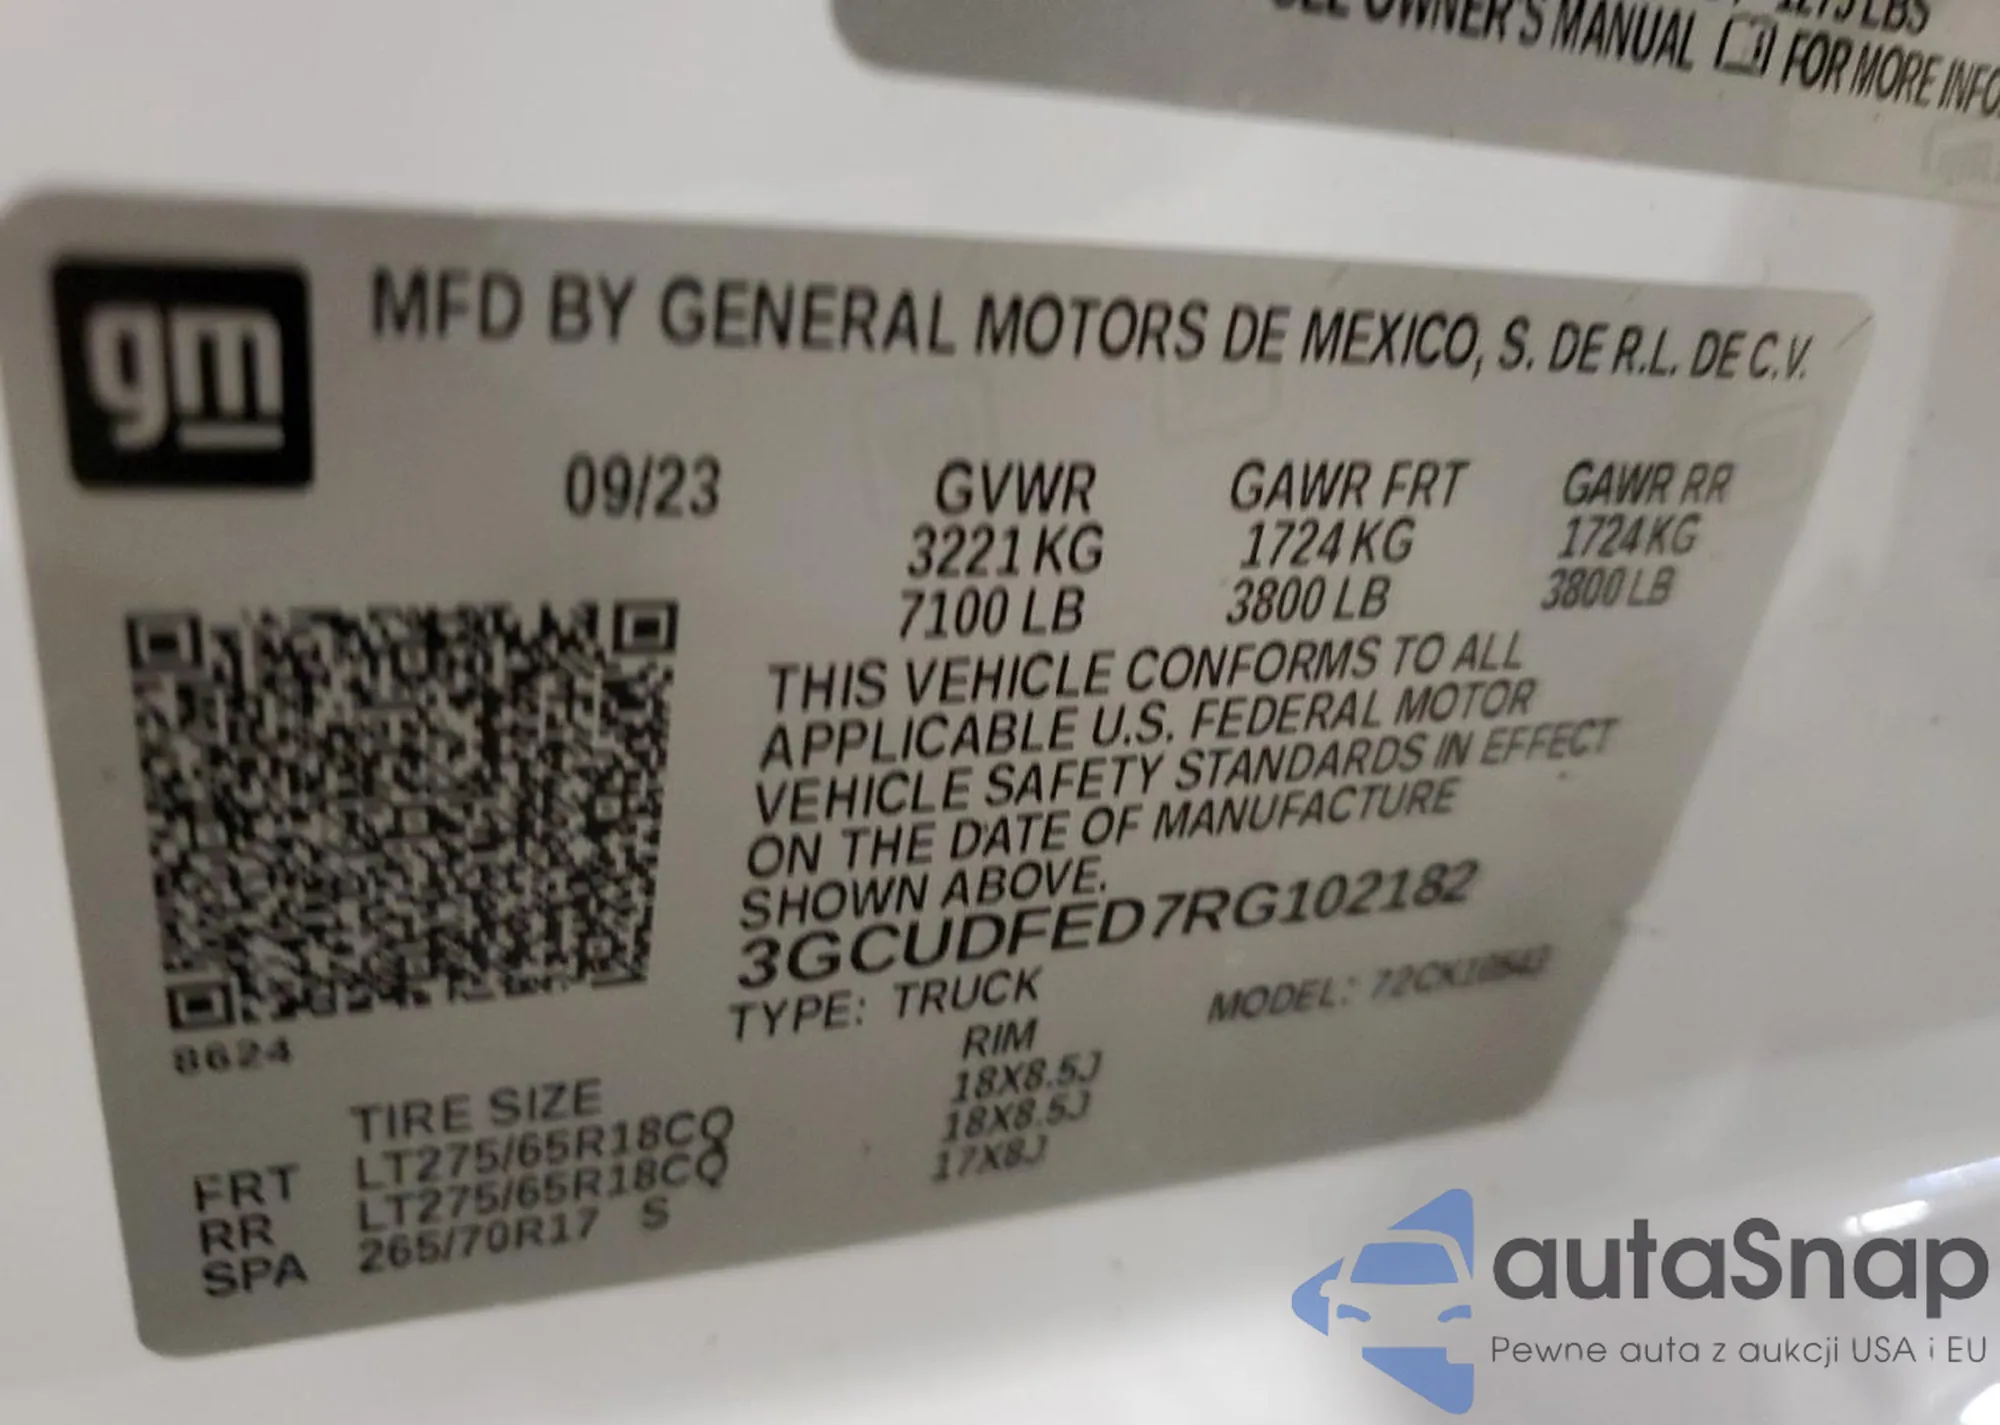 1275 LBS
SEE OWNER'S MANUAL FOR MORE INFO
gm
MFD BY GENERAL MOTORS DE MEXICO, S. DE R.L. DE C.V.
09/23
GVWR GAWR FRT GAWR RR
3221 KG 1724 KG 1724 KG
7100 LB 3800 LB 3800 LB
THIS VEHICLE CONFORMS TO ALL
APPLICABLE U.S. FEDERAL MOTOR
VEHICLE SAFETY STANDARDS IN EFFECT
ON THE DATE OF MANUFACTURE
SHOWN ABOVE.
3GCUDFED7RG102182
TYPE: TRUCK MODEL: 72CK10543
8624
TIRE SIZE RIM
FRT LT275/65R18CQ 18X8.5J
RR LT275/65R18CQ 18X8.5J
SPA 265/70R17 S 17X8J
autaSnap
Pewne auta z aukcji USA i EU